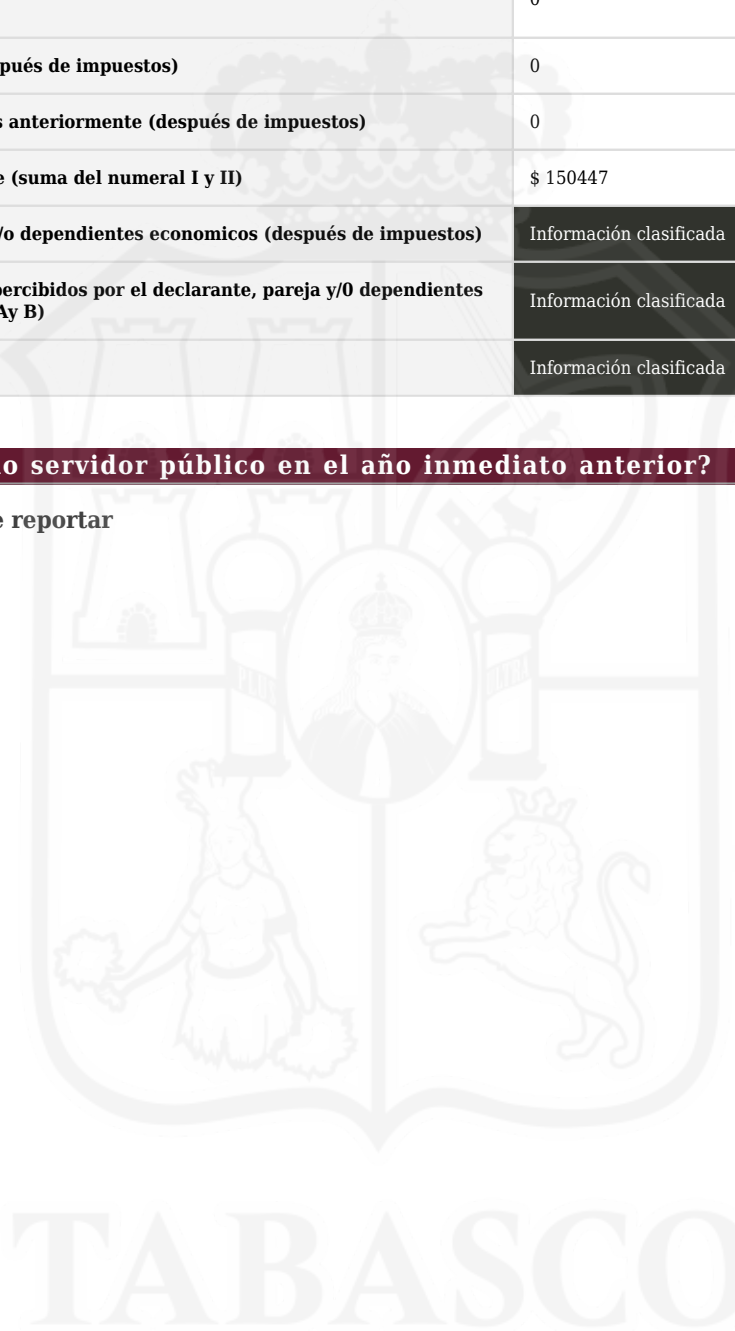 0
pués de impuestos) 0
s anteriormente (después de impuestos) 0
e (suma del numeral I y II) $ 150447
/o dependientes economicos (después de impuestos) Información clasificada
percibidos por el declarante, pareja y/0 dependientes
Ay B) Información clasificada
Información clasificada
o servidor público en el año inmediato anterior?
e reportar
PLUS ULTRA
TABASCO